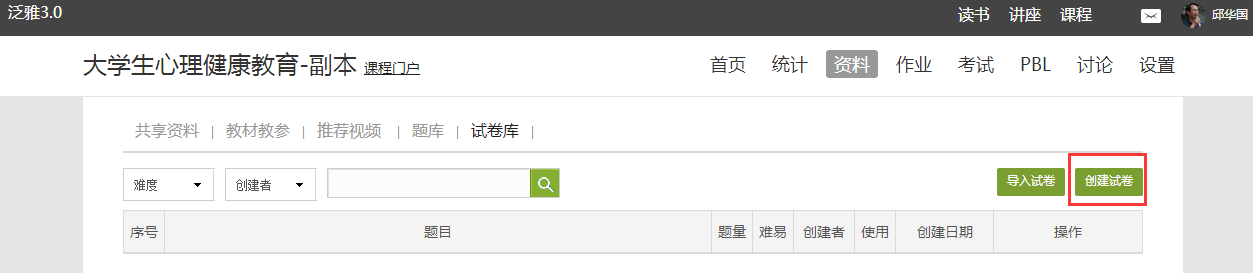 泛雅3.0 读书 讲座 课程 邱华国
大学生心理健康教育-副本 课程门户 首页 统计 资料 作业 考试 PBL 讨论 设置
共享资料 | 教材教参 | 推荐视频 | 题库 | 试卷库 |
难度 创建者 导入试卷 创建试卷
序号 题目 题量 难易 创建者 使用 创建日期 操作